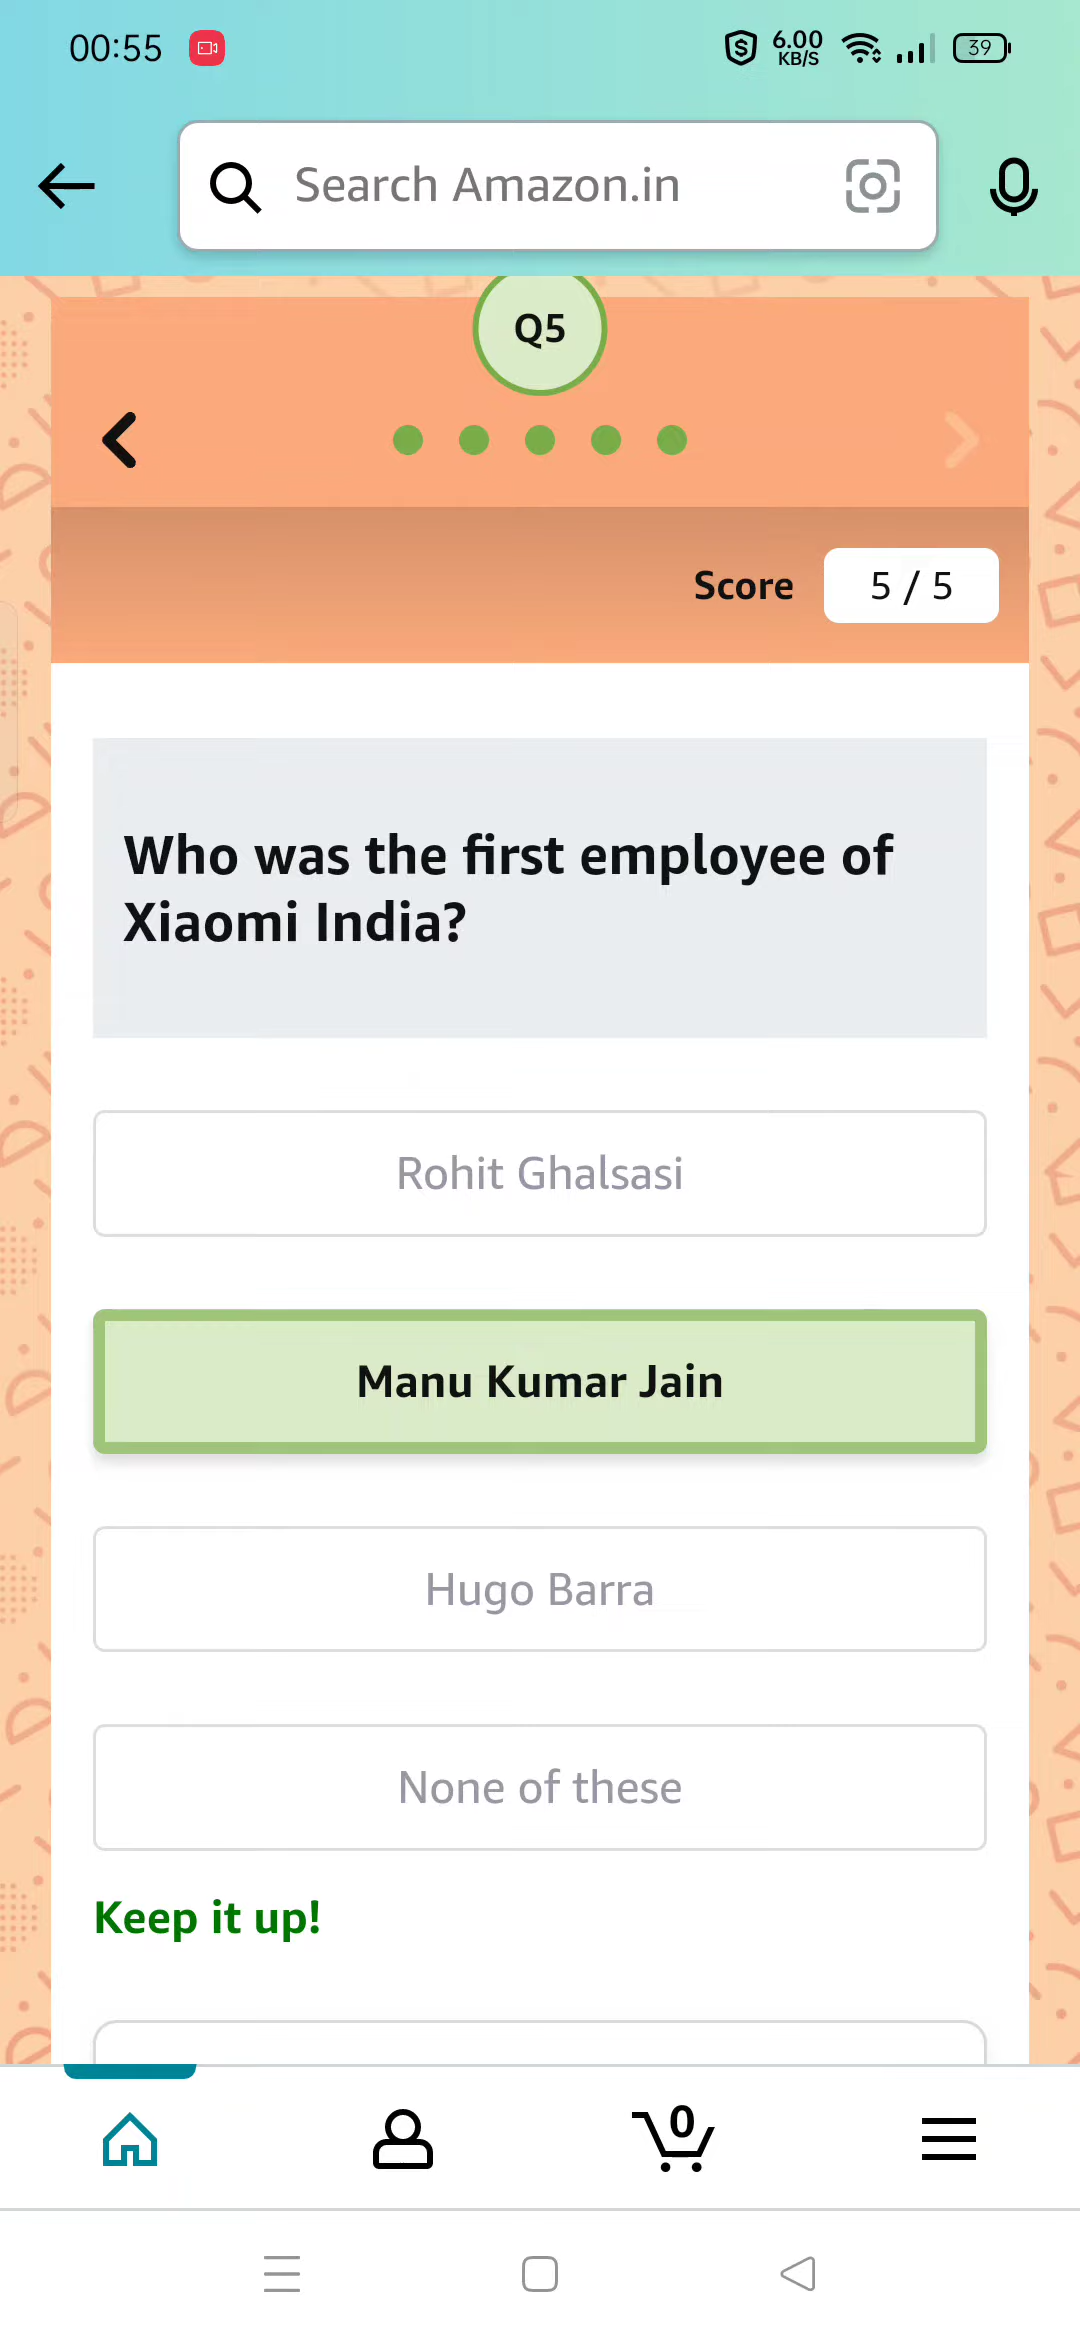 00:55
6.00
KB/S
39
Search Amazon.in
Q5
Score
5 / 5
Who was the first employee of
Xiaomi India?
Rohit Ghalsasi
Manu Kumar Jain
Hugo Barra
None of these
Keep it up!
0